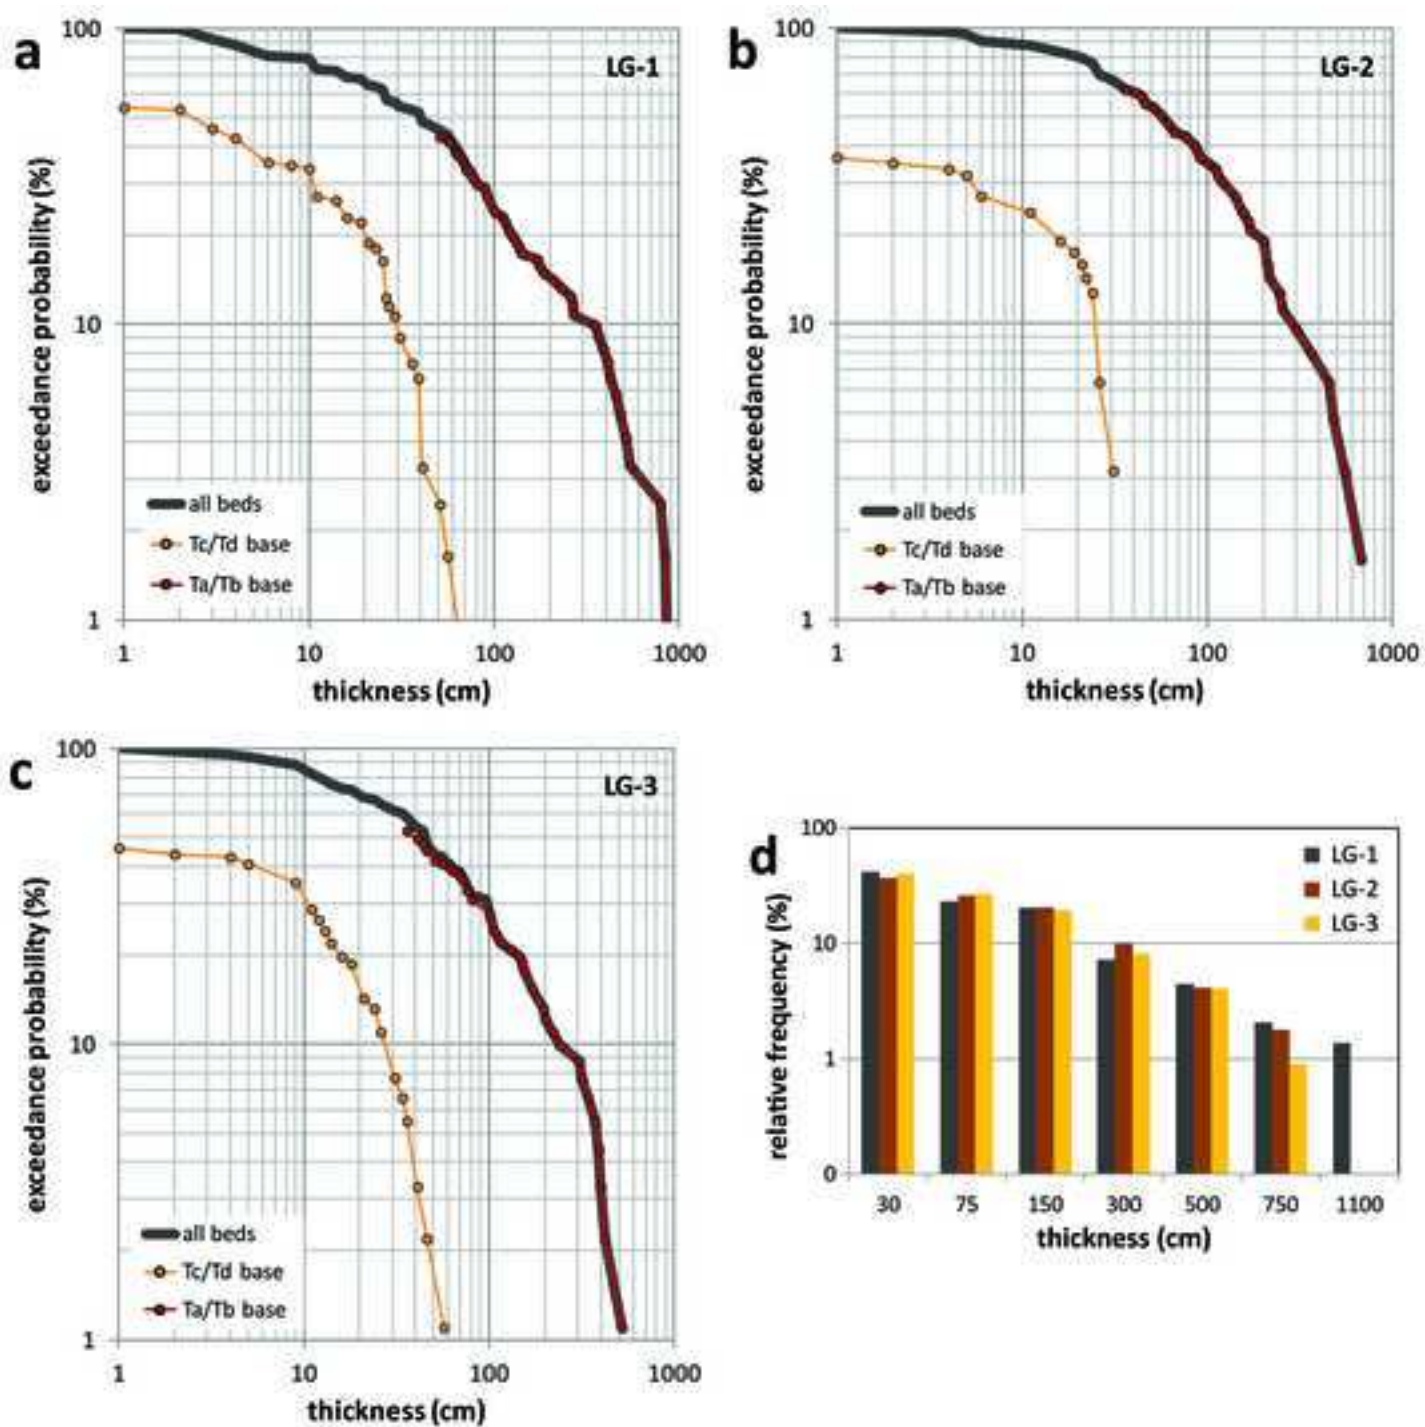 a
LG-1
100
10
1
exceedance probability (%)
all beds
Tc/Td base
Ta/Tb base
1 10 100 1000
thickness (cm)
b
LG-2
100
10
1
exceedance probability (%)
all beds
Tc/Td base
Ta/Tb base
1 10 100 1000
thickness (cm)
c
LG-3
100
10
1
exceedance probability (%)
all beds
Tc/Td base
Ta/Tb base
1 10 100 1000
thickness (cm)
d
100
10
1
0
relative frequency (%)
LG-1
LG-2
LG-3
30 75 150 300 500 750 1100
thickness (cm)